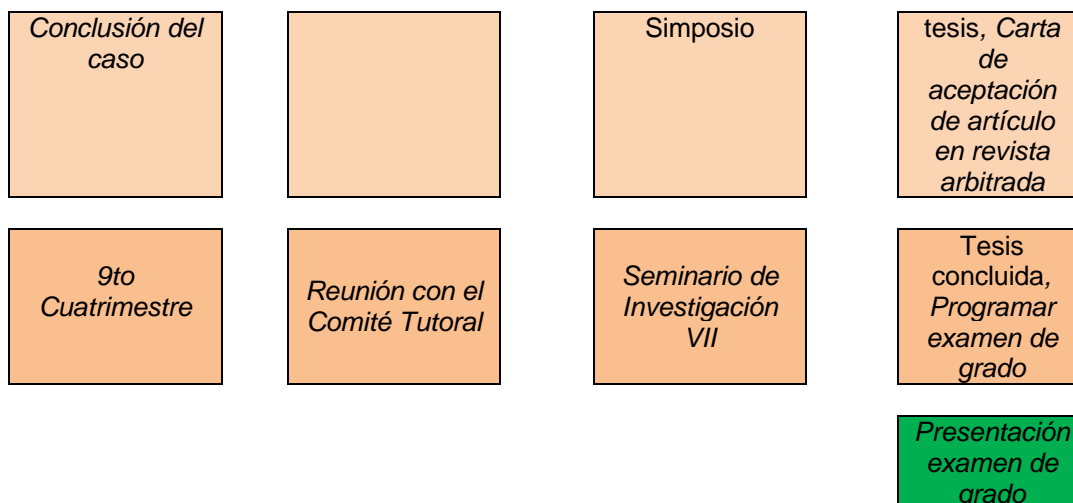 Conclusión del
caso
Simposio
tesis, Carta
de
aceptación
de artículo
en revista
arbitrada
9to
Cuatrimestre
Reunión con el
Comité Tutoral
Seminario de
Investigación
VII
Tesis
concluida,
Programar
examen de
grado
Presentación
examen de
grado